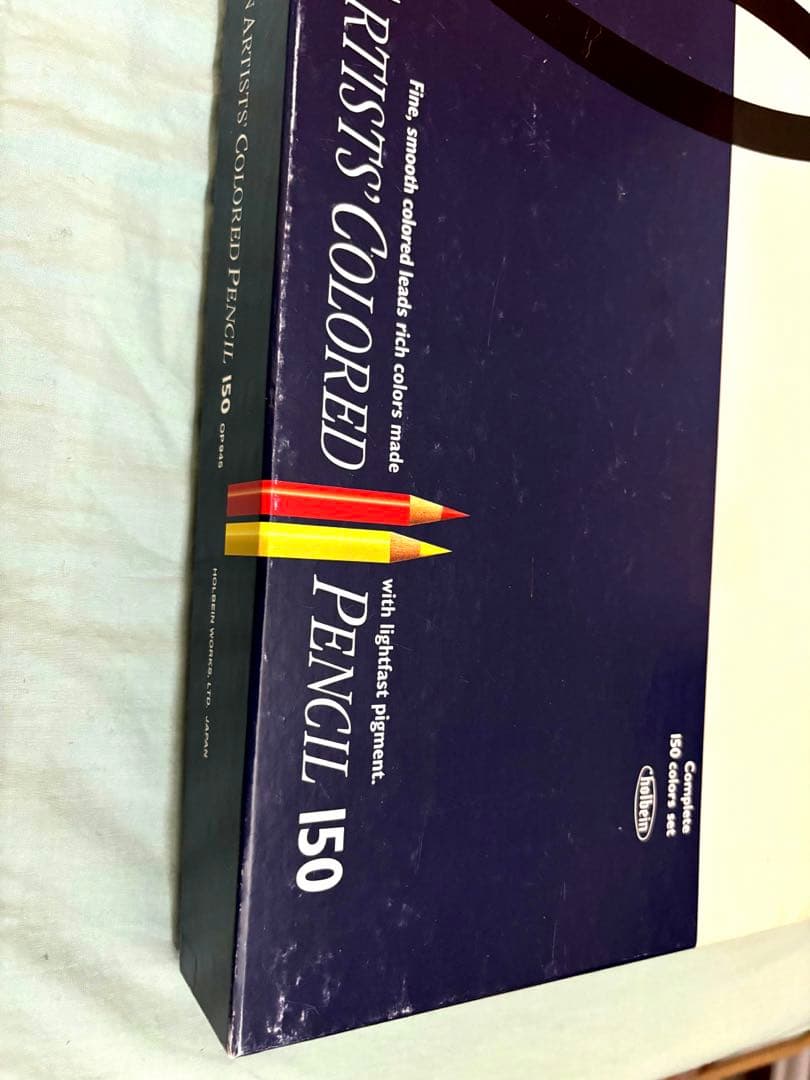 Fine, smooth colored leads rich colors made with lightfast pigment.
RTISTS' COLORED PENCIL 150
Complete
150 colors set
holbein
ARTISTS COLORED PENCIL 150 OP946
HOLBEIN WORKS, LTD. JAPAN